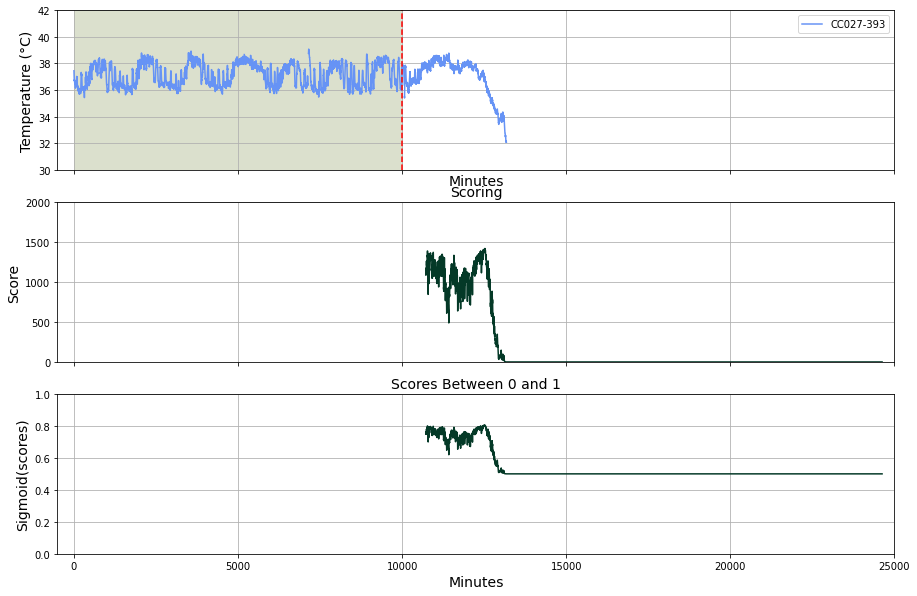 42
40
38
36
34
32
30
Temperature (°C)
CC027-393
Minutes
Scoring
2000
1500
1000
500
0
Score
Scores Between 0 and 1
1.0
0.8
0.6
0.4
0.2
0.0
Sigmoid(scores)
0 5000 10000 15000 20000 25000
Minutes